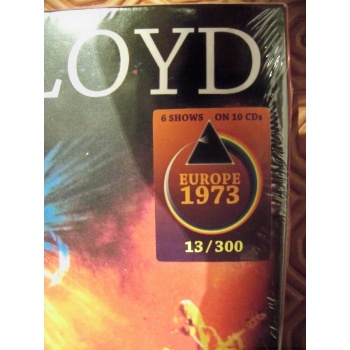 LOYD
6 SHOWS ON 10 CDs
EUROPE
1973
13/300